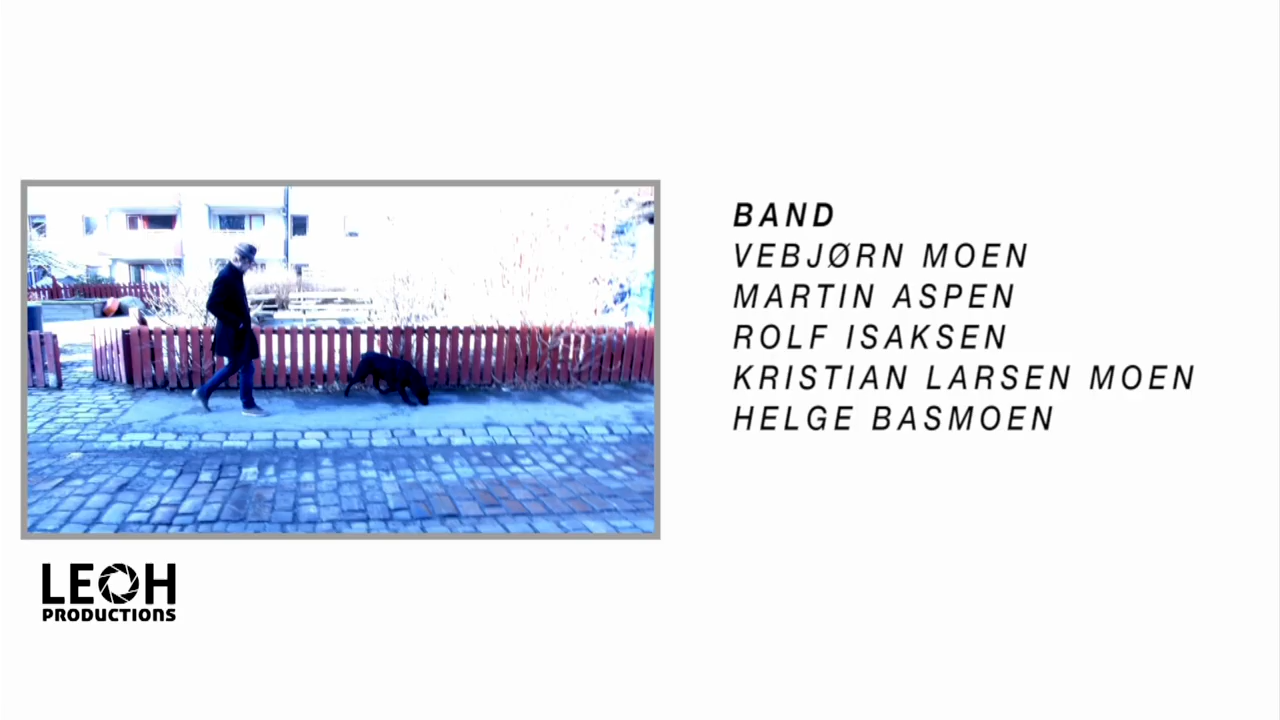 BAND
VEBJØRN MOEN
MARTIN ASPEN
ROLF ISAKSEN
KRISTIAN LARSEN MOEN
HELGE BASMOEN
LEOH
PRODUCTIONS